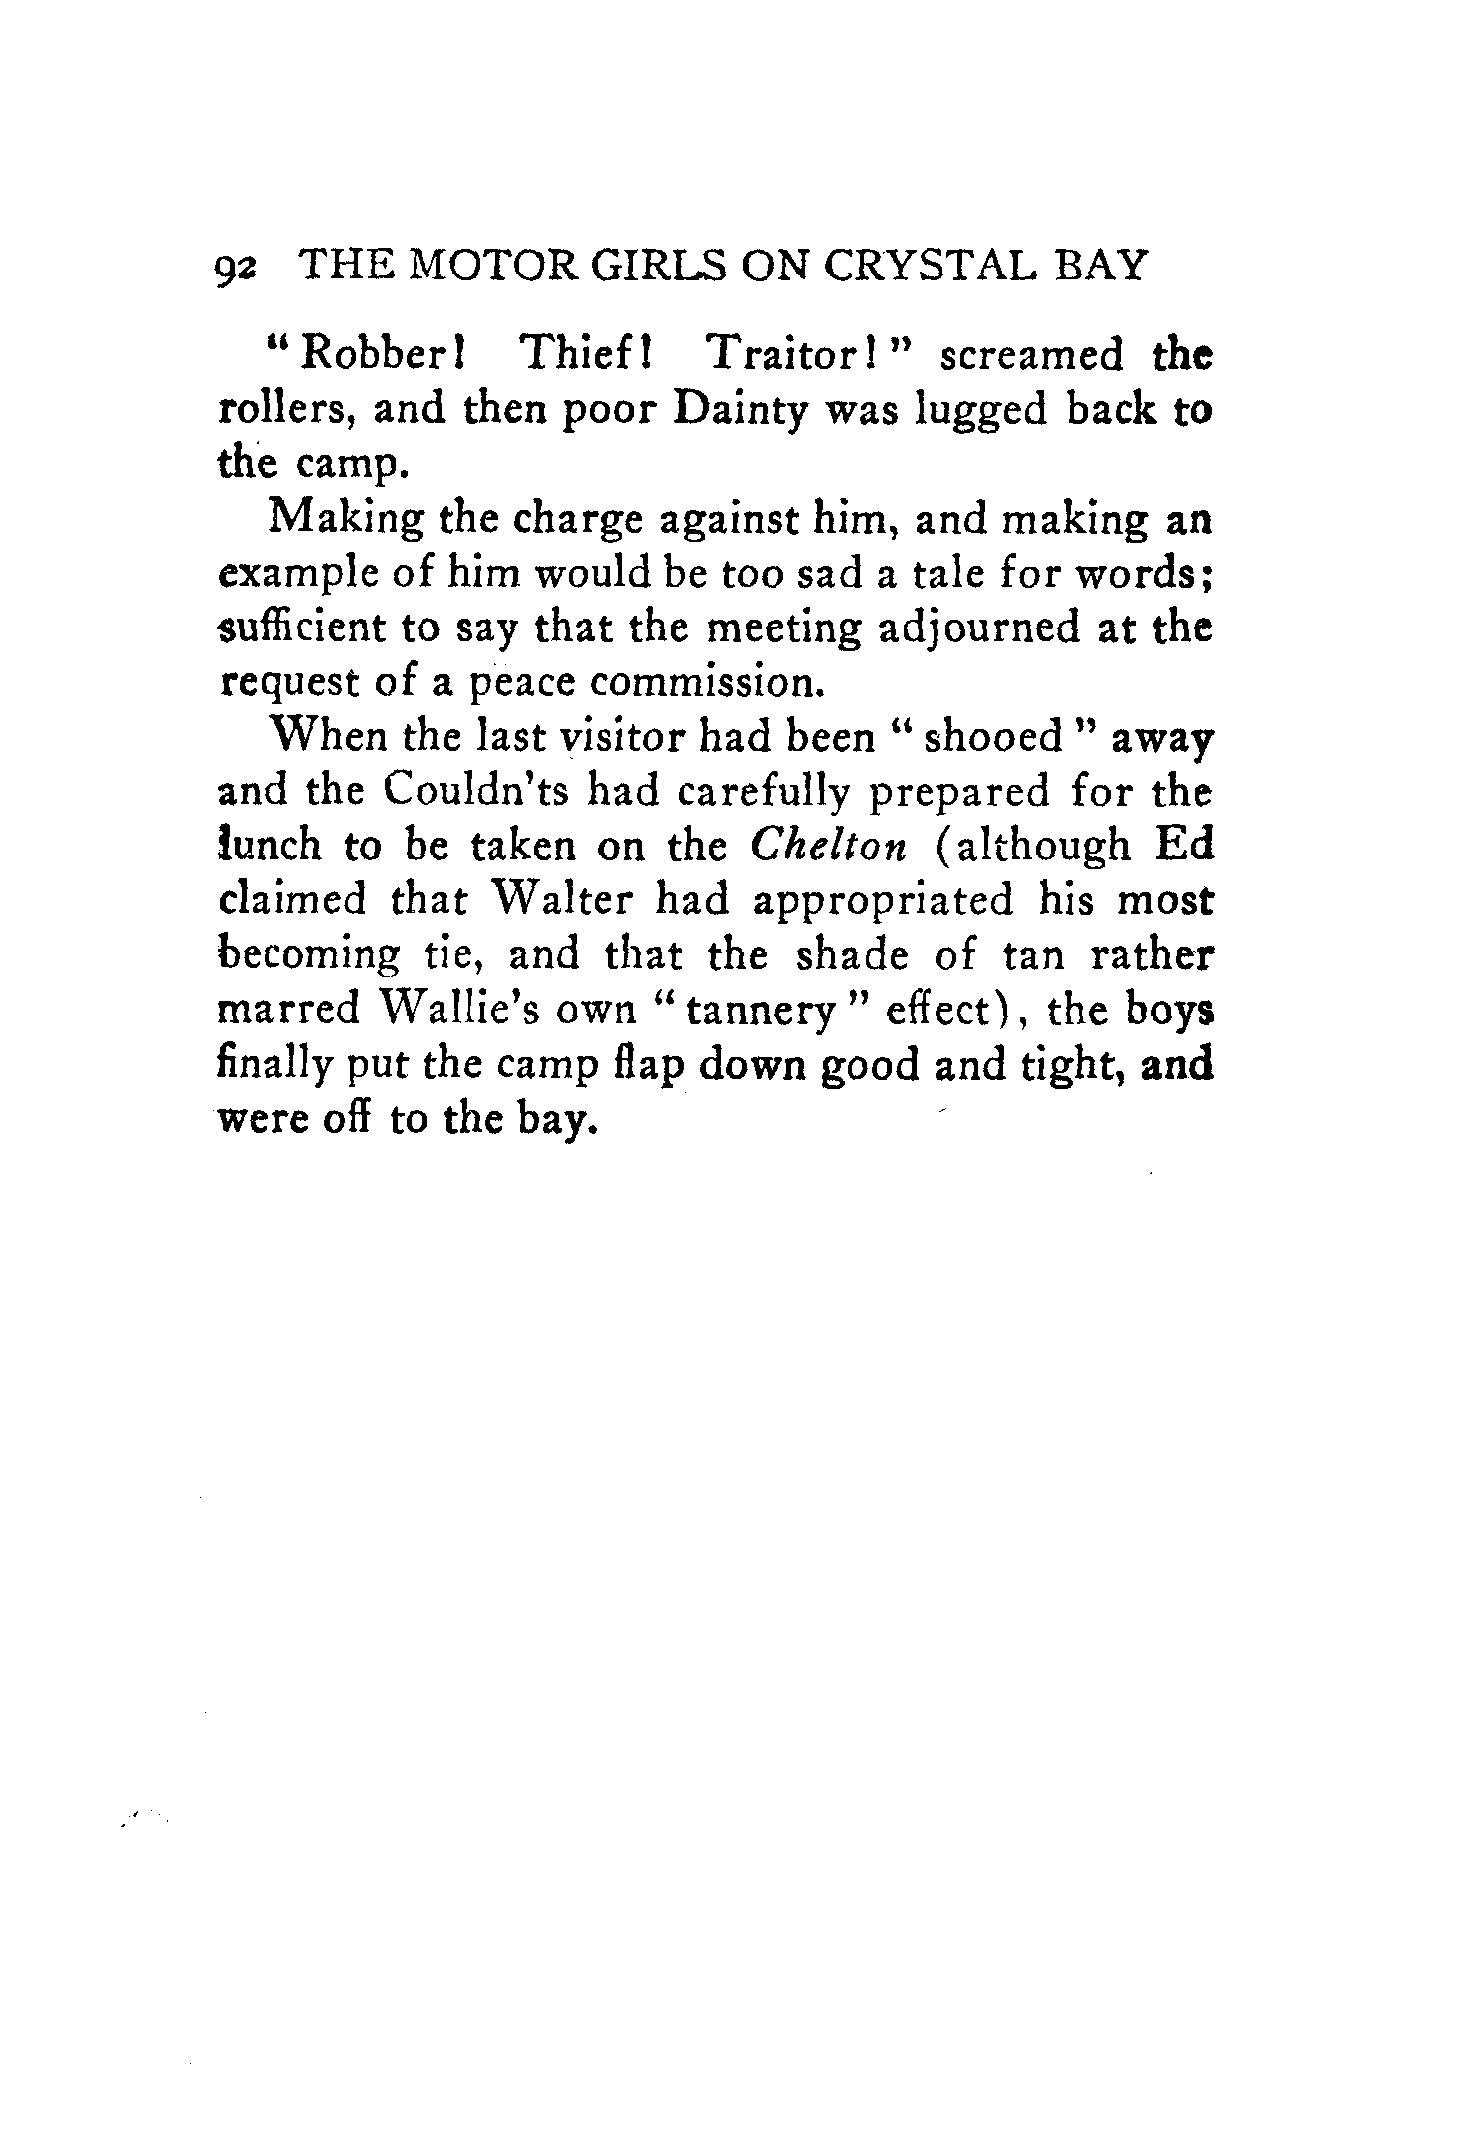 92 THE MOTOR GIRLS ON CRYSTAL BAY
“ Robber! Thief! Traitor! ” screamed the
rollers, and then poor Dainty was lugged back to
the camp.
Making the charge against him, and making an
example of him would be too sad a tale for words;
sufficient to say that the meeting adjourned at the
request of a peace commission.
When the last visitor had been “ shooed ” away
and the Couldn’ts had carefully prepared for the
lunch to be taken on the Chelton (although Ed
claimed that Walter had appropriated his most
becoming tie, and that the shade of tan rather
marred Wallie’s own “ tannery ” effect), the boys
finally put the camp flap down good and tight, and
were off to the bay.